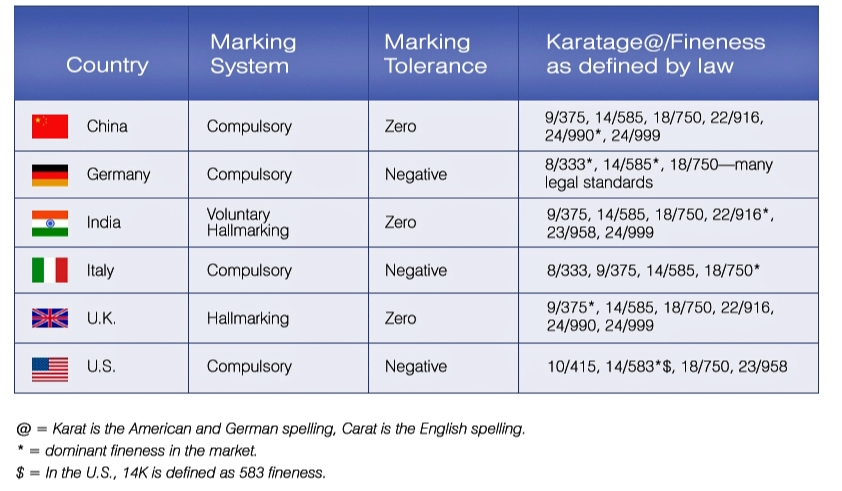 Country
Marking System
Marking Tolerance
Karatage@/Fineness as defined by law
China
Compulsory
Zero
9/375, 14/585, 18/750, 22/916,
24/990*, 24/999
Germany
Compulsory
Negative
8/333*, 14/585*, 18/750—many
legal standards
India
Voluntary
Hallmarking
Zero
9/375, 14/585, 18/750, 22/916*,
23/958, 24/999
Italy
Compulsory
Negative
8/333, 9/375, 14/585, 18/750*
U.K.
Hallmarking
Zero
9/375*, 14/585, 18/750, 22/916,
24/990, 24/999
U.S.
Compulsory
Negative
10/415, 14/583*$, 18/750, 23/958
@ = Karat is the American and German spelling, Carat is the English spelling.
* = dominant fineness in the market.
$ = In the U.S., 14K is defined as 583 fineness.